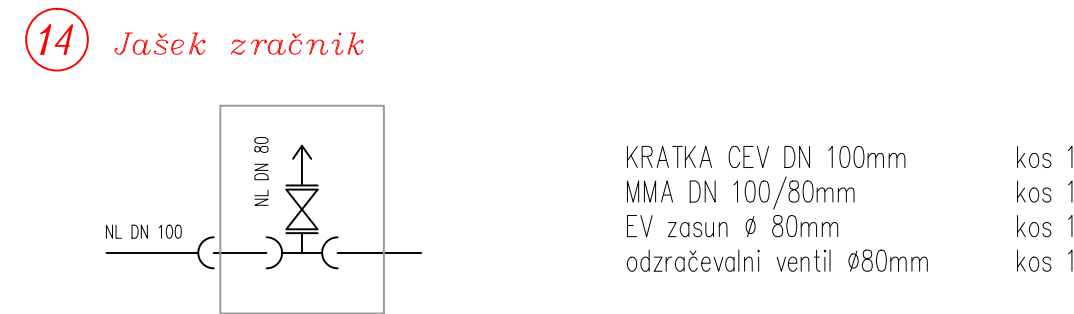 14 Jašek zračnik
NL DN 80
NL DN 100
KRATKA CEV DN 100mm kos 1
MMA DN 100/80mm kos 1
EV zasun Ø 80mm kos 1
odzračevalni ventil Ø80mm kos 1